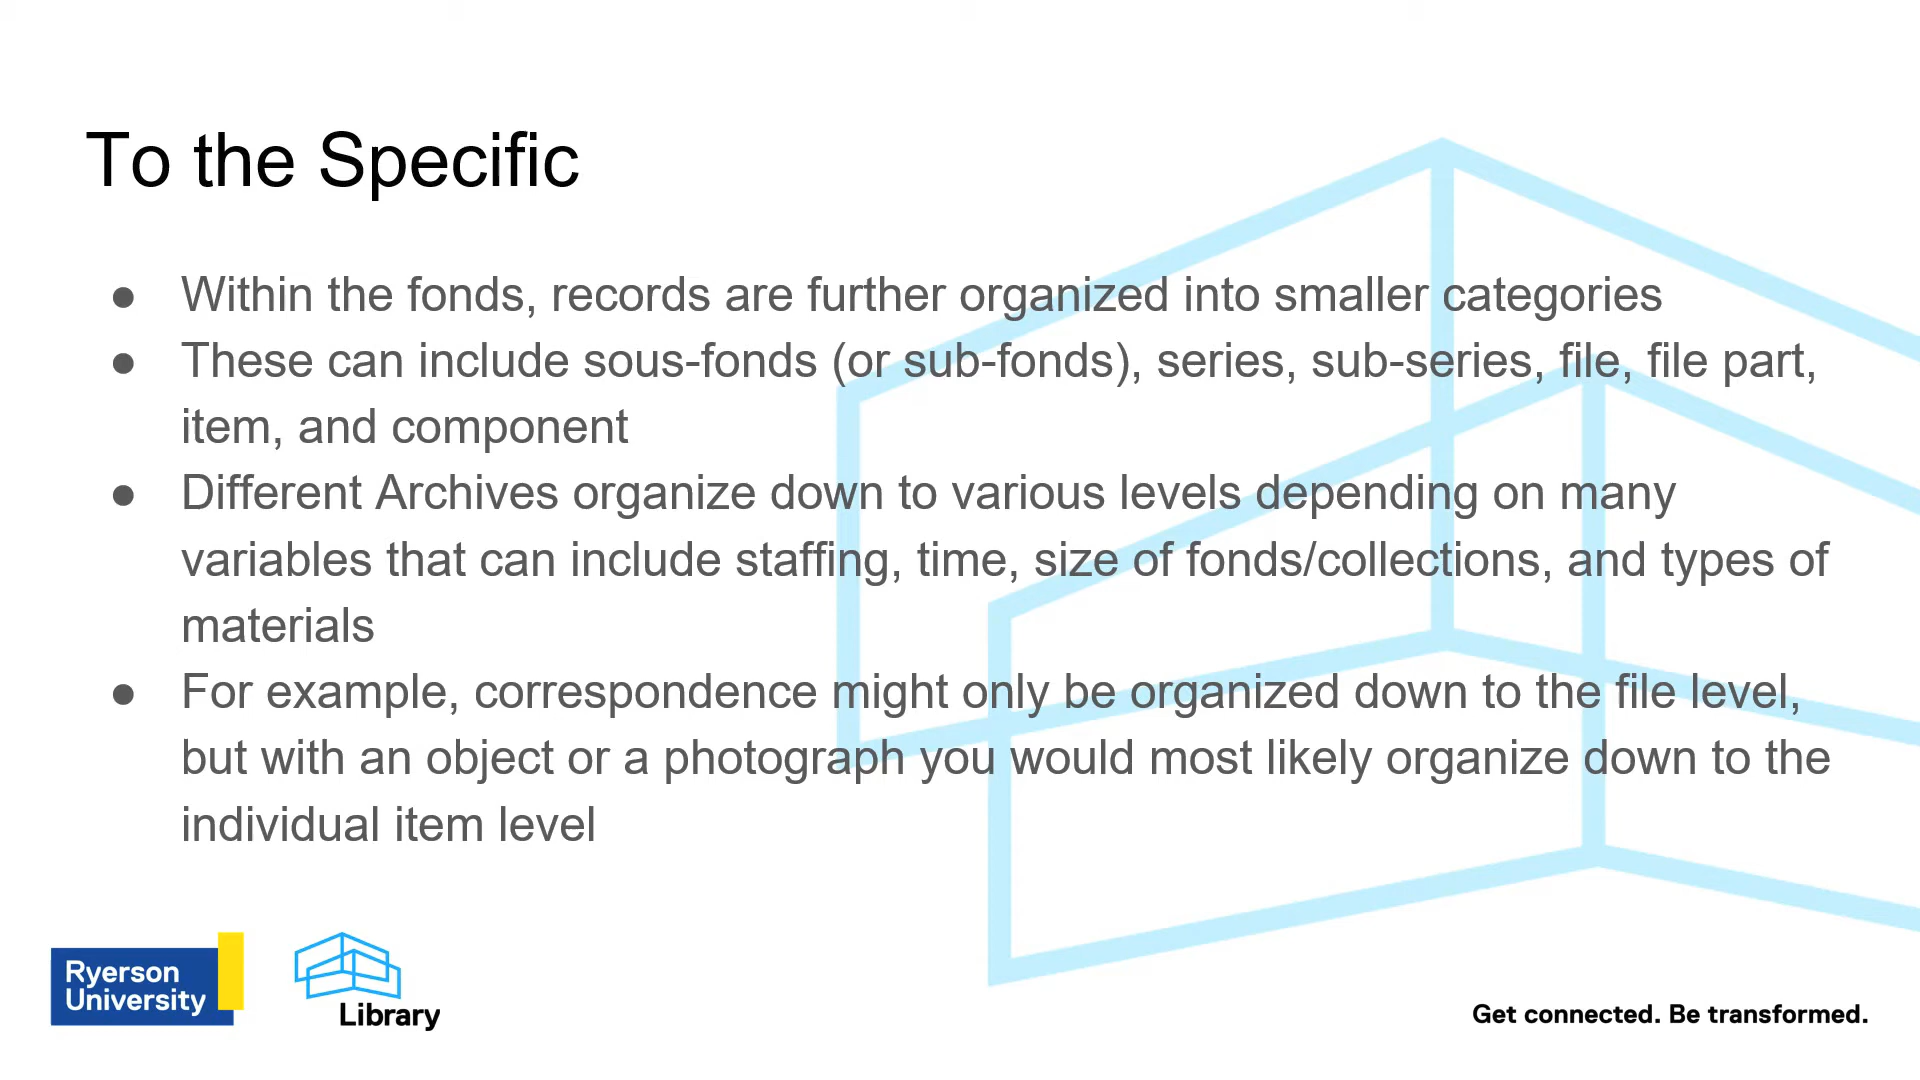 To the Specific
● Within the fonds, records are further organized into smaller categories
● These can include sous-fonds (or sub-fonds), series, sub-series, file, file part,
item, and component
● Different Archives organize down to various levels depending on many
variables that can include staffing, time, size of fonds/collections, and types of
materials
● For example, correspondence might only be organized down to the file level,
but with an object or a photograph you would most likely organize down to the
individual item level
Ryerson
University
Library
Get connected. Be transformed.